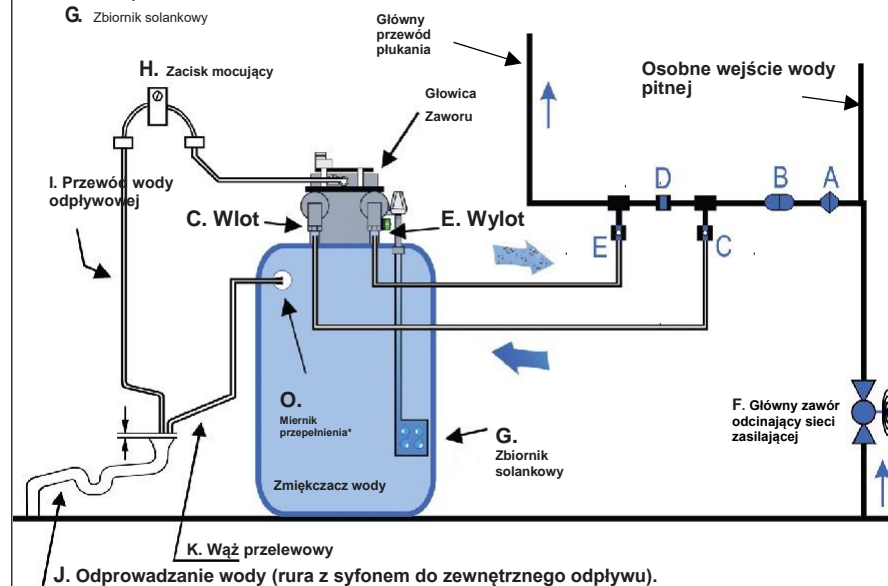 G. Zbiornik solankowy
Główny
przewód
płukania
H. Zacisk mocujący
Osobne wejście wody
pitnej
Głowica
Zaworu
I. Przewód wody
odpływowej
C. Wlot
E. Wylot
D
B
A
E
C
O.
Miernik
przepełnienia*
G.
Zbiornik
solankowy
F. Główny zawór
odcinający sieci
zasilającej
Zmiękczacz wody
K. Wąż przelewowy
J. Odprowadzanie wody (rura z syfonem do zewnętrznego odpływu).